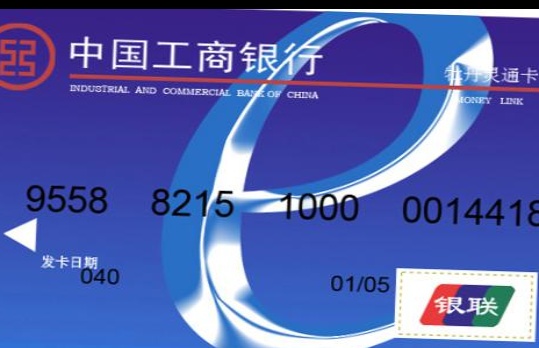 中国工商银行
INDUSTRIAL AND COMMERCIAL BANK OF CHINA
牡丹灵通卡
MONEY LINK
9558 8215 1000 0014418
发卡日期
040 01/05
银联